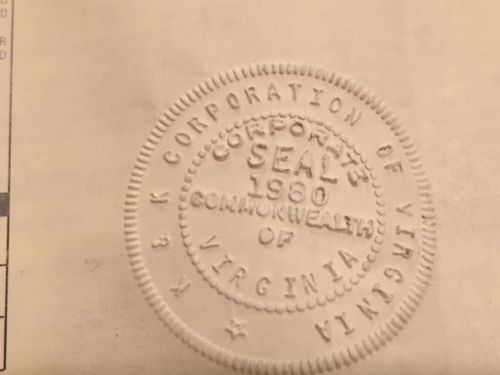 K R K CORPORATION OF VIRGINIA
CORPORATE
SEAL
1980
COMMONWEALTH
OF
VIRGINIA